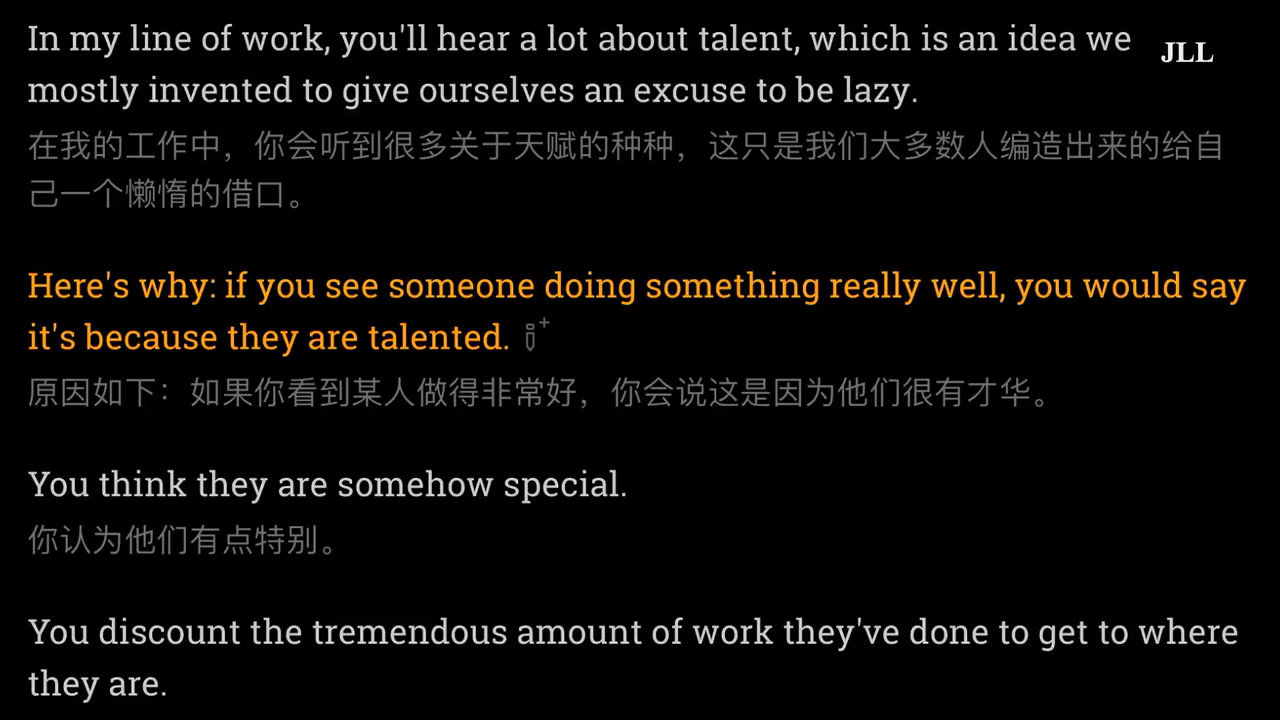 In my line of work, you'll hear a lot about talent, which is an idea we
JLL
mostly invented to give ourselves an excuse to be lazy.
在我的工作中，你会听到很多关于天赋的种种，这只是我们大多数人编造出来的给自
己一个懒惰的借口。
Here's why: if you see someone doing something really well, you would say
it's because they are talented.
原因如下：如果你看到某人做得非常好，你会说这是因为他们很有才华。
You think they are somehow special.
你认为他们有点特别。
You discount the tremendous amount of work they've done to get to where
they are.